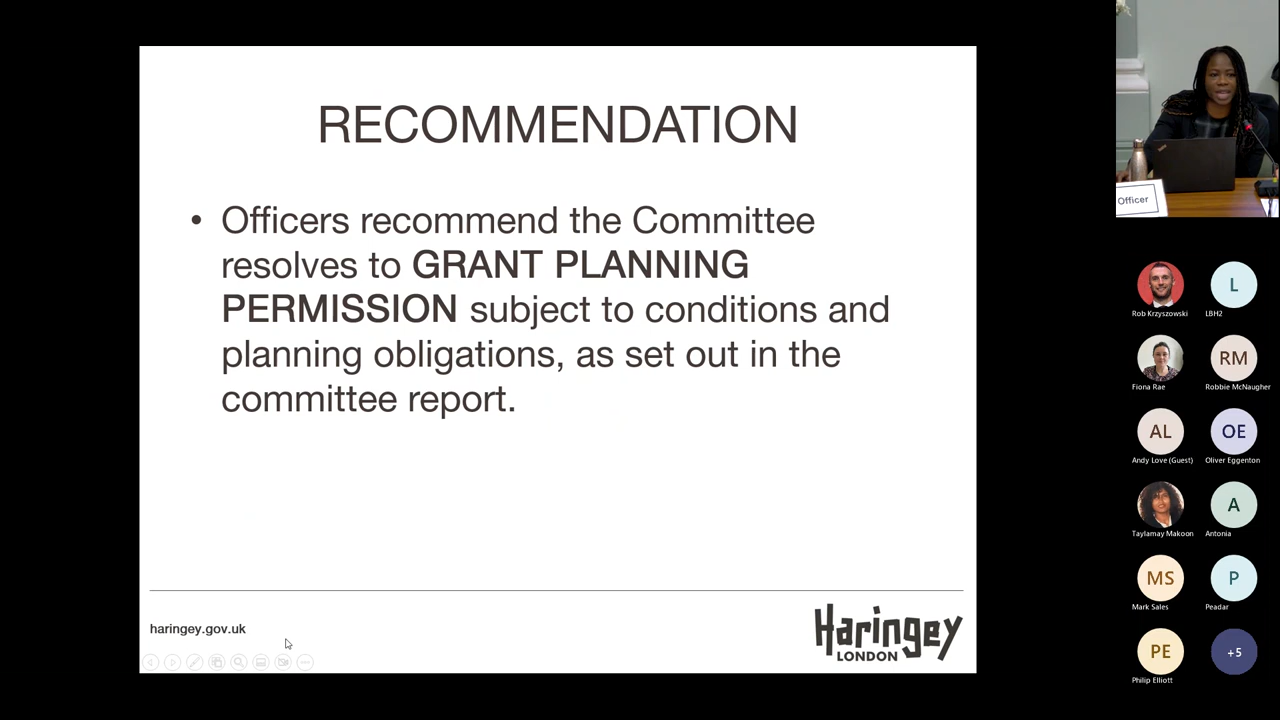 RECOMMENDATION
• Officers recommend the Committee
resolves to GRANT PLANNING
PERMISSION subject to conditions and
planning obligations, as set out in the
committee report.
haringey.gov.uk
Haringey
LONDON
Officer
Rob Krzyszowski
L
LBH2
Fiona Rae
RM
Robbie McNaugher
AL
Andy Love (Guest)
OE
Oliver Eggenton
Taylamay Makoon
A
Antonia
MS
Mark Sales
P
Peadar
PE
Philip Elliott
+5